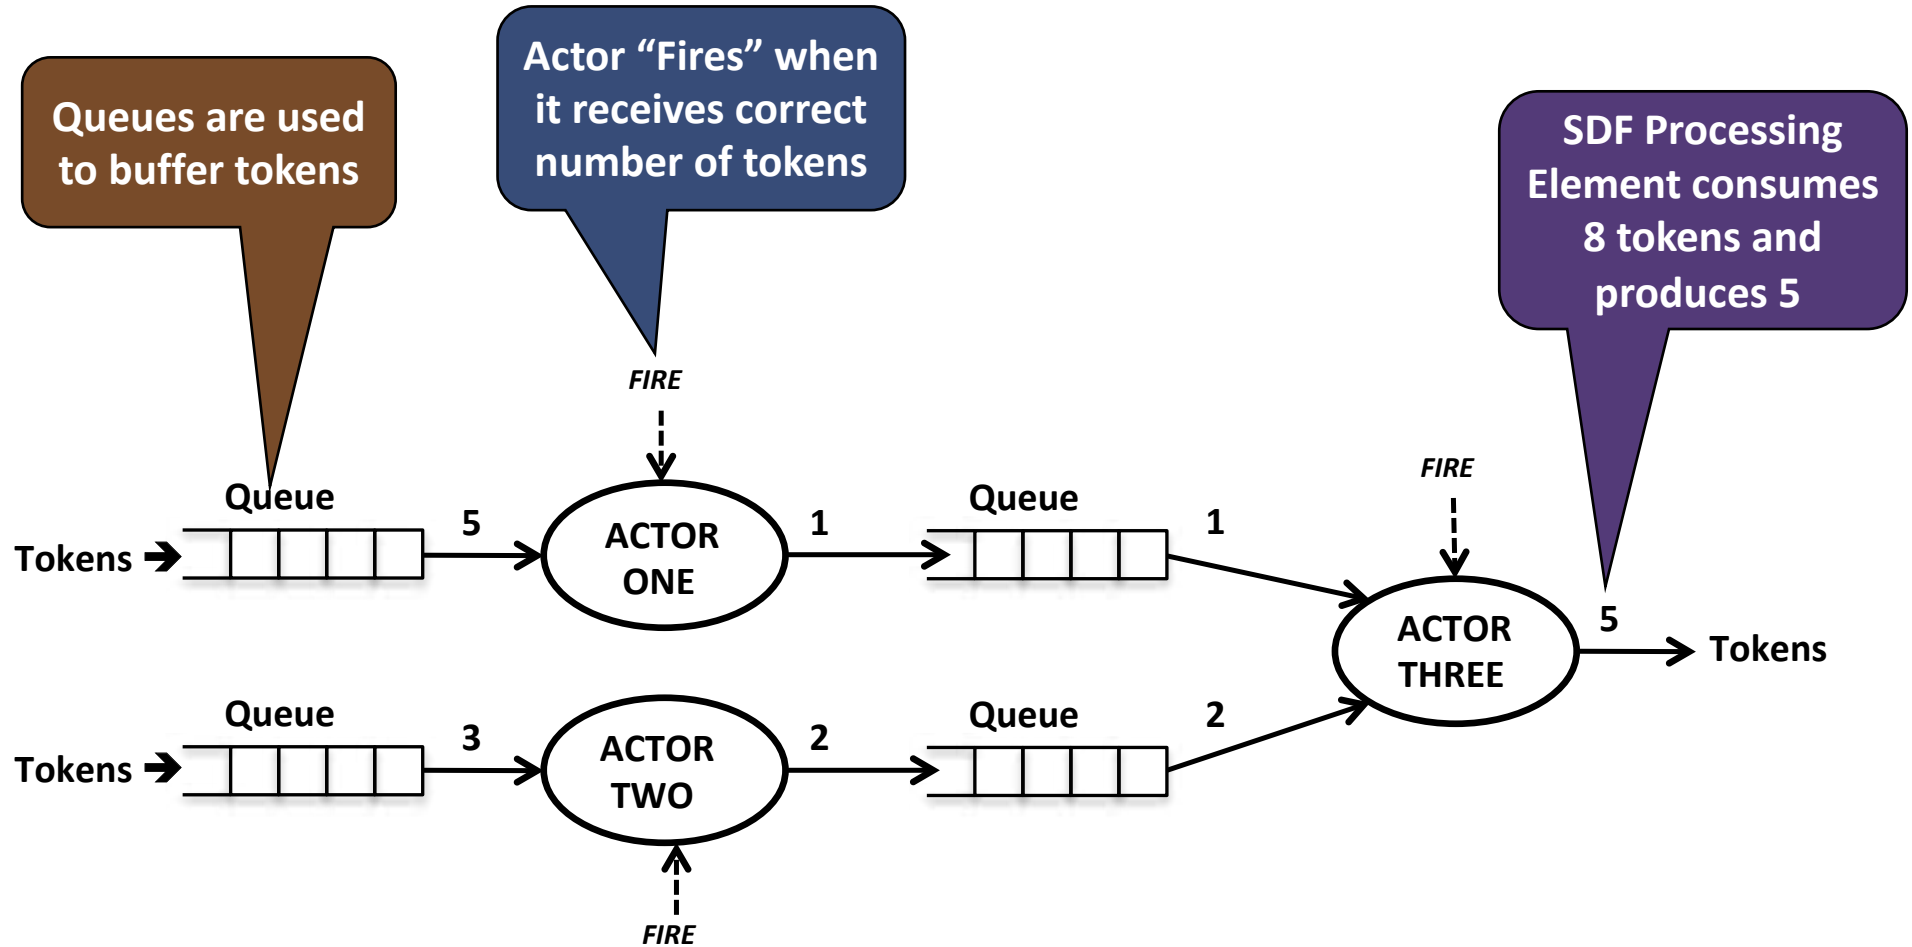 Queues are used
to buffer tokens
Actor “Fires” when
it receives correct
number of tokens
SDF Processing
Element consumes
8 tokens and
produces 5
FIRE
FIRE
Queue
5
ACTOR
ONE
1
Queue
1
Tokens
ACTOR
THREE
5
Tokens
Queue
3
ACTOR
TWO
2
Queue
2
Tokens
FIRE